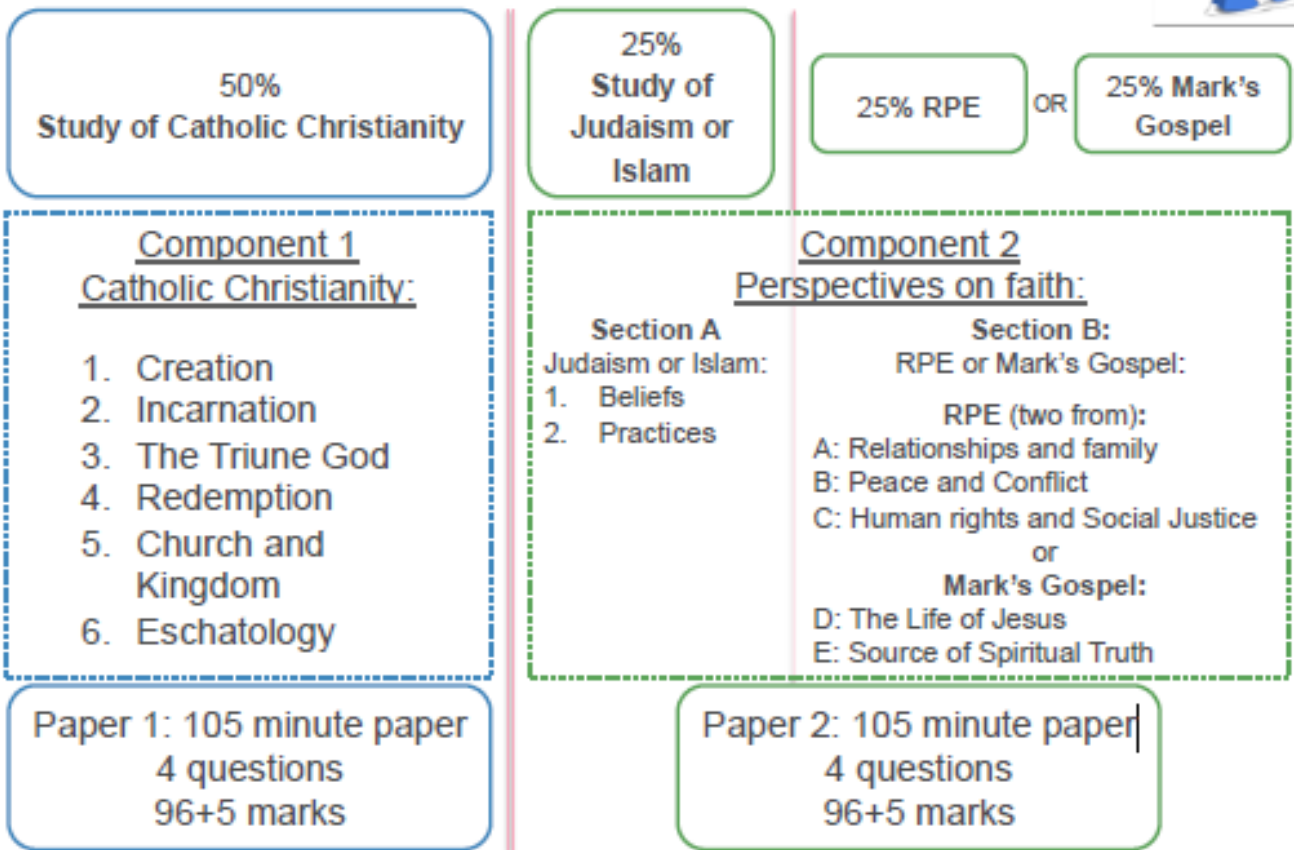 50%
Study of Catholic Christianity
25%
Study of
Judaism or
Islam
25% RPE
OR
25% Mark's
Gospel
Component 1
Catholic Christianity:
1. Creation
2. Incarnation
3. The Triune God
4. Redemption
5. Church and
Kingdom
6. Eschatology
Component 2
Perspectives on faith:
Section A
Judaism or Islam:
1. Beliefs
2. Practices
Section B:
RPE or Mark's Gospel:
RPE (two from):
A: Relationships and family
B: Peace and Conflict
C: Human rights and Social Justice
or
Mark's Gospel:
D: The Life of Jesus
E: Source of Spiritual Truth
Paper 1: 105 minute paper
4 questions
96+5 marks
Paper 2: 105 minute paper
4 questions
96+5 marks